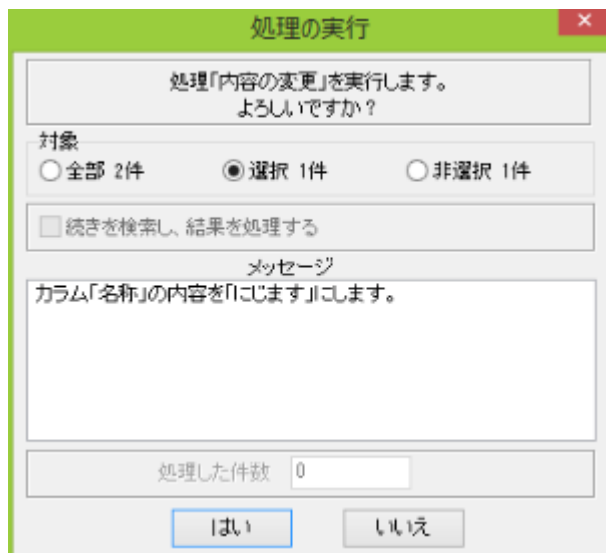 処理の実行
処理「内容の変更」を実行します。
よろしいですか？
対象
全部 2件
選択 1件
非選択 1件
続きを検索し、結果を処理する
メッセージ
カラム「名称」の内容を「にじます」にします。
処理した件数 0
はい
いいえ